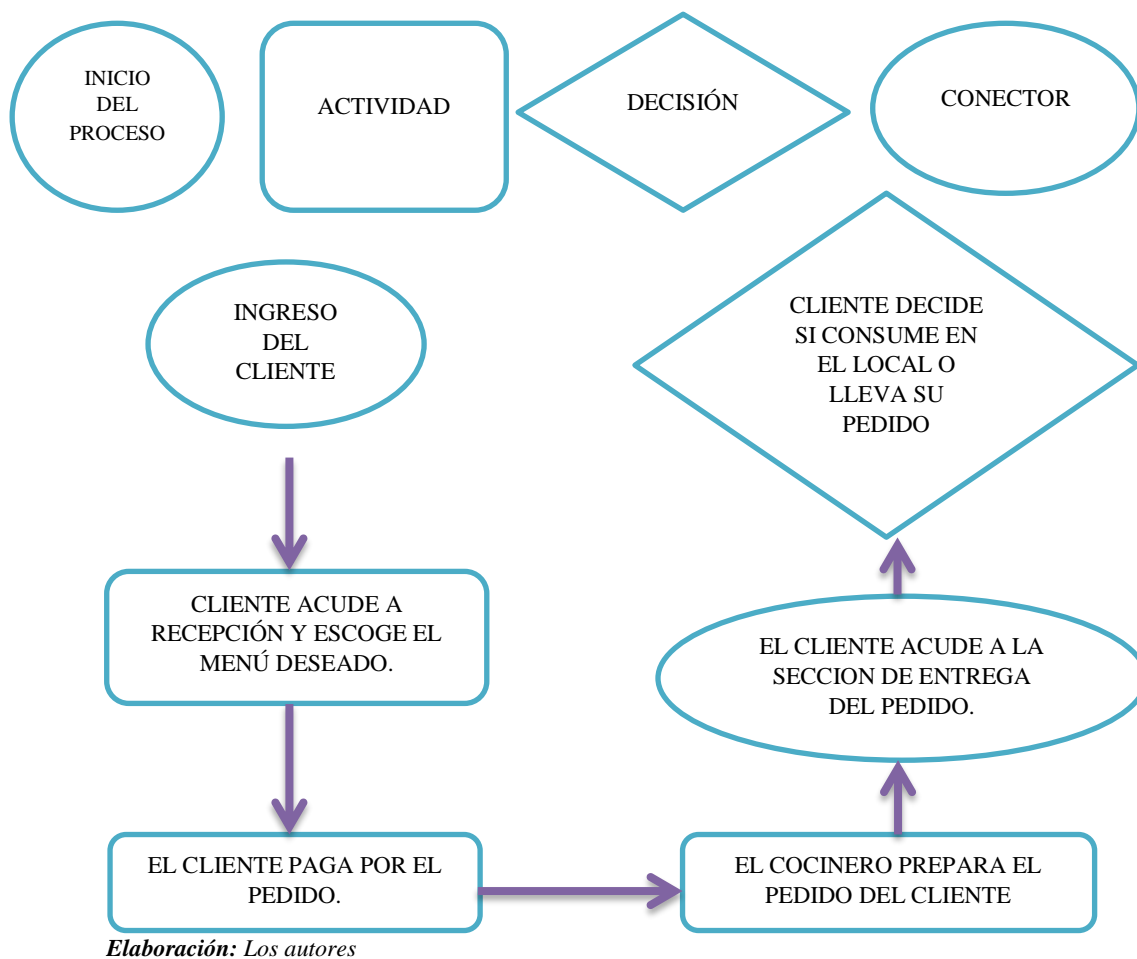 INICIO
DEL
PROCESO
ACTIVIDAD
DECISIÓN
CONECTOR
INGRESO
DEL
CLIENTE
CLIENTE ACUDE A
RECEPCIÓN Y ESCOGE EL
MENÚ DESEADO.
EL CLIENTE PAGA POR EL
PEDIDO.
EL COCINERO PREPARA EL
PEDIDO DEL CLIENTE
EL CLIENTE ACUDE A LA
SECCION DE ENTREGA
DEL PEDIDO.
CLIENTE DECIDE
SI CONSUME EN
EL LOCAL O
LLEVA SU
PEDIDO
Elaboración: Los autores